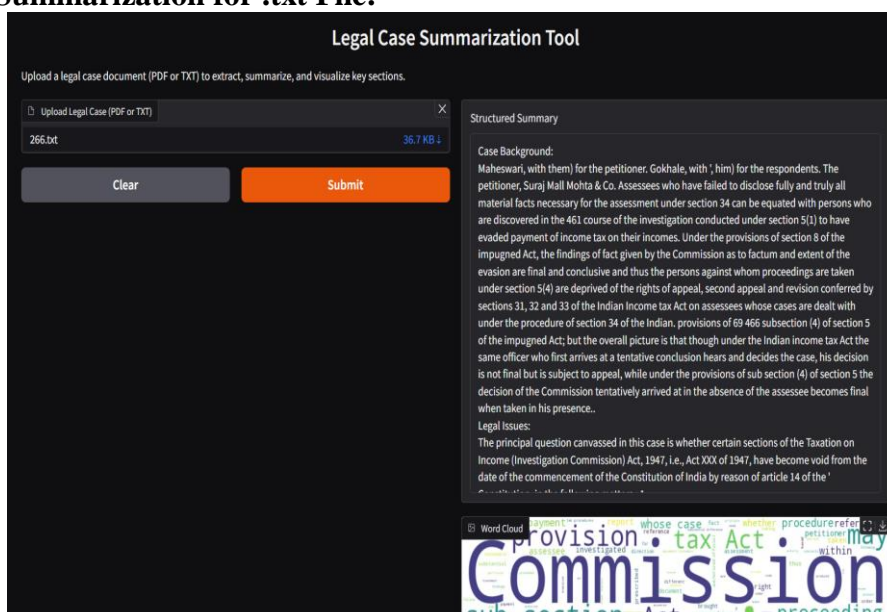 Summarization for .txt File:
Legal Case Summarization Tool
Upload a legal case document (PDF or TXT) to extract, summarize, and visualize key sections.
Upload Legal Case (PDF or TXT)
X
266.txt
36.7 KB ↓
Clear
Submit
Structured Summary
Case Background:
Maheswari, with them) for the petitioner. Gokhale, with ', him) for the respondents. The
petitioner, Suraj Mall Mohta & Co. Assessees who have failed to disclose fully and truly all
material facts necessary for the assessment under section 34 can be equated with persons who
are discovered in the 461 course of the investigation conducted under section 5(1) to have
evaded payment of income tax on their incomes. Under the provisions of section 8 of the
impugned Act, the findings of fact given by the Commission as to factum and extent of the
evasion are final and conclusive and thus the persons against whom proceedings are taken
under section 5(4) are deprived of the rights of appeal, second appeal and revision conferred by
sections 31, 32 and 33 of the Indian Income tax Act on assessees whose cases are dealt with
under the procedure of section 34 of the Indian. provisions of 69 466 subsection (4) of section 5
of the impugned Act; but the overall picture is that though under the Indian income tax Act the
same officer who first arrives at a tentative conclusion hears and decides the case, his decision
is not final but is subject to appeal, while under the provisions of sub section (4) of section 5 the
decision of the Commission tentatively arrived at in the absence of the assessee becomes final
when taken in his presence..
Legal Issues:
The principal question canvassed in this case is whether certain sections of the Taxation on
Income (Investigation Commission) Act, 1947, i.e., Act XXX of 1947, have become void from the
date of the commencement of the Constitution of India by reason of article 14 of the '
Word Cloud
payment
report
whose case
fact
whether
procedure
refer
provision
tax
Act
petitioner
may
assessee
investigated
within
Commission
right
sub section
Act
proceeding